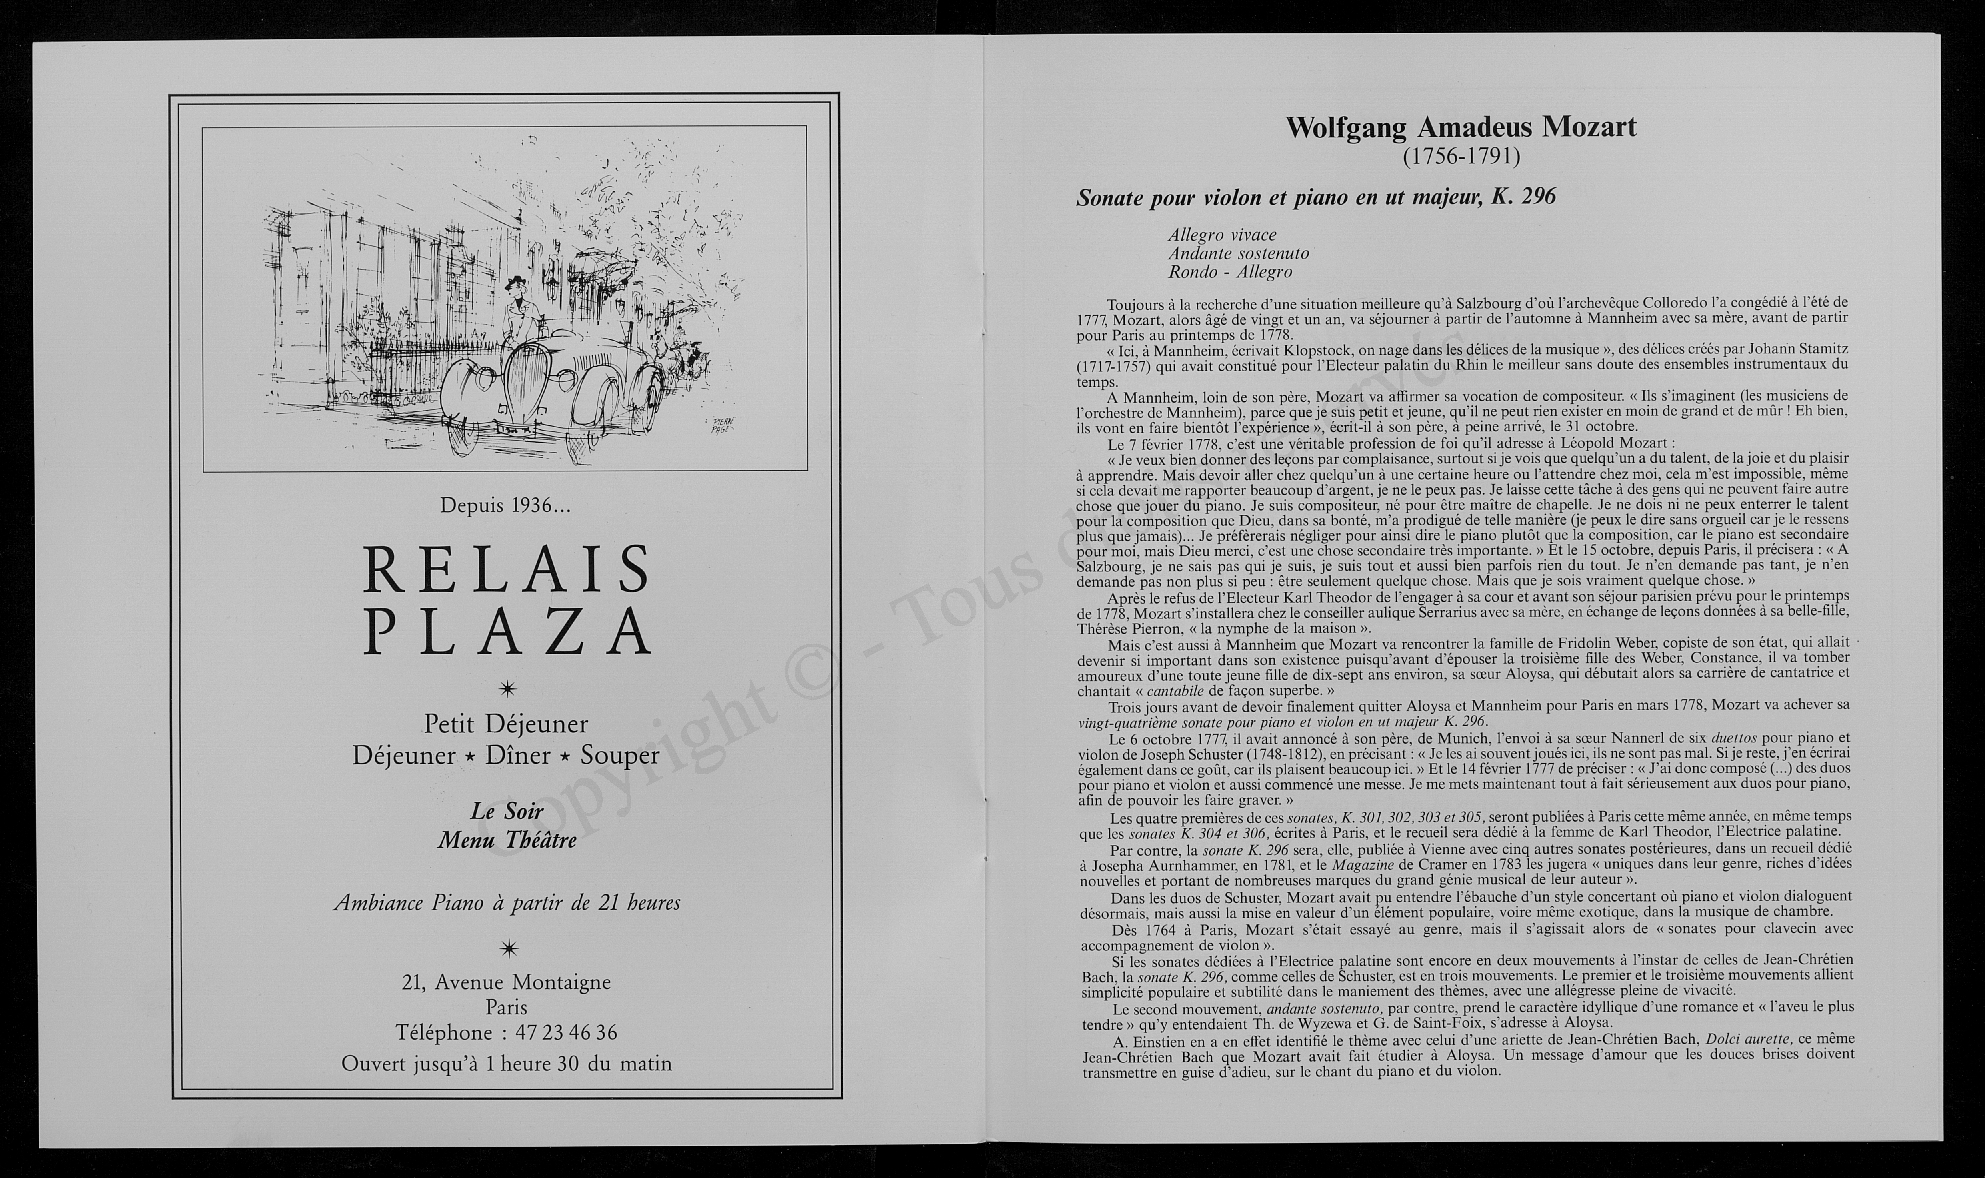 PIERRE
PAGÈS
Depuis 1936...
RELAIS
PLAZA
Petit Déjeuner
Déjeuner ★ Dîner ★ Souper
Le Soir
Menu Théâtre
Ambiance Piano à partir de 21 heures
21, Avenue Montaigne
Paris
Téléphone : 47 23 46 36
Ouvert jusqu'à 1 heure 30 du matin
Wolfgang Amadeus Mozart
(1756-1791)
Sonate pour violon et piano en ut majeur, K. 296
Allegro vivace
Andante sostenuto
Rondo - Allegro
Toujours à la recherche d'une situation meilleure qu'à Salzbourg d'où l'archevêque Colloredo l'a congédié à l'été de
1777, Mozart, alors âgé de vingt et un an, va séjourner à partir de l'automne à Mannheim avec sa mère, avant de partir
pour Paris au printemps de 1778.
« Ici, à Mannheim, écrivait Klopstock, on nage dans les délices de la musique », des délices créés par Johann Stamitz
(1717-1757) qui avait constitué pour l'Electeur palatin du Rhin le meilleur sans doute des ensembles instrumentaux du
temps.
A Mannheim, loin de son père, Mozart va affirmer sa vocation de compositeur. « Ils s'imaginent (les musiciens de
l'orchestre de Mannheim), parce que je suis petit et jeune, qu'il ne peut rien exister en moin de grand et de mûr ! Eh bien,
ils vont en faire bientôt l'expérience », écrit-il à son père, à peine arrivé, le 31 octobre.
Le 7 février 1778, c'est une véritable profession de foi qu'il adresse à Léopold Mozart :
« Je veux bien donner des leçons par complaisance, surtout si je vois que quelqu'un a du talent, de la joie et du plaisir
à apprendre. Mais devoir aller chez quelqu'un à une certaine heure ou l'attendre chez moi, cela m'est impossible, même
si cela devait me rapporter beaucoup d'argent, je ne le peux pas. Je laisse cette tâche à des gens qui ne peuvent faire autre
chose que jouer du piano. Je suis compositeur, né pour être maître de chapelle. Je ne dois ni ne peux enterrer le talent
pour la composition que Dieu, dans sa bonté, m'a prodigué de telle manière (je peux le dire sans orgueil car je le ressens
plus que jamais)... Je préfèrerais négliger pour ainsi dire le piano plutôt que la composition, car le piano est secondaire
pour moi, mais Dieu merci, c'est une chose secondaire très importante. » Et le 15 octobre, depuis Paris, il précisera : « A
Salzbourg, je ne sais pas qui je suis, je suis tout et aussi bien parfois rien du tout. Je n'en demande pas tant, je n'en
demande pas non plus si peu : être seulement quelque chose. Mais que je sois vraiment quelque chose. »
Après le refus de l'Electeur Karl Theodor de l'engager à sa cour et avant son séjour parisien prévu pour le printemps
de 1778, Mozart s'installera chez le conseiller aulique Serrarius avec sa mère, en échange de leçons données à sa belle-fille,
Thérèse Pierron, « la nymphe de la maison ».
Mais c'est aussi à Mannheim que Mozart va rencontrer la famille de Fridolin Weber, copiste de son état, qui allait
devenir si important dans son existence puisqu'avant d'épouser la troisième fille des Weber, Constance, il va tomber
amoureux d'une toute jeune fille de dix-sept ans environ, sa sœur Aloysa, qui débutait alors sa carrière de cantatrice et
chantait « cantabile de façon superbe. »
Trois jours avant de devoir finalement quitter Aloysa et Mannheim pour Paris en mars 1778, Mozart va achever sa
vingt-quatrième sonate pour piano et violon en ut majeur K. 296.
Le 6 octobre 1777, il avait annoncé à son père, de Munich, l'envoi à sa sœur Nannerl de six duettos pour piano et
violon de Joseph Schuster (1748-1812), en précisant : « Je les ai souvent joués ici, ils ne sont pas mal. Si je reste, j'en écrirai
également dans ce goût, car ils plaisent beaucoup ici. » Et le 14 février 1777 de préciser : « J'ai donc composé (...) des duos
pour piano et violon et aussi commencé une messe. Je me mets maintenant tout à fait sérieusement aux duos pour piano,
afin de pouvoir les faire graver. »
Les quatre premières de ces sonates, K. 301, 302, 303 et 305, seront publiées à Paris cette même année, en même temps
que les sonates K. 304 et 306, écrites à Paris, et le recueil sera dédié à la femme de Karl Theodor, l'Electrice palatine.
Par contre, la sonate K. 296 sera, elle, publiée à Vienne avec cinq autres sonates postérieures, dans un recueil dédié
à Josepha Aurnhammer, en 1781, et le Magazine de Cramer en 1783 les jugera « uniques dans leur genre, riches d'idées
nouvelles et portant de nombreuses marques du grand génie musical de leur auteur ».
Dans les duos de Schuster, Mozart avait pu entendre l'ébauche d'un style concertant où piano et violon dialoguent
désormais, mais aussi la mise en valeur d'un élément populaire, voire même exotique, dans la musique de chambre.
Dès 1764 à Paris, Mozart s'était essayé au genre, mais il s'agissait alors de « sonates pour clavecin avec
accompagnement de violon ».
Si les sonates dédiées à l'Electrice palatine sont encore en deux mouvements à l'instar de celles de Jean-Chrétien
Bach, la sonate K. 296, comme celles de Schuster, est en trois mouvements. Le premier et le troisième mouvements allient
simplicité populaire et subtilité dans le maniement des thèmes, avec une allégresse pleine de vivacité.
Le second mouvement, andante sostenuto, par contre, prend le caractère idyllique d'une romance et « l'aveu le plus
tendre » qu'y entendaient Th. de Wyzewa et G. de Saint-Foix, s'adresse à Aloysa.
A. Einstien en a en effet identifié le thème avec celui d'une ariette de Jean-Chrétien Bach, Dolci aurette, ce même
Jean-Chrétien Bach que Mozart avait fait étudier à Aloysa. Un message d'amour que les douces brises doivent
transmettre en guise d'adieu, sur le chant du piano et du violon.
Copyright © - Tous droits réservés